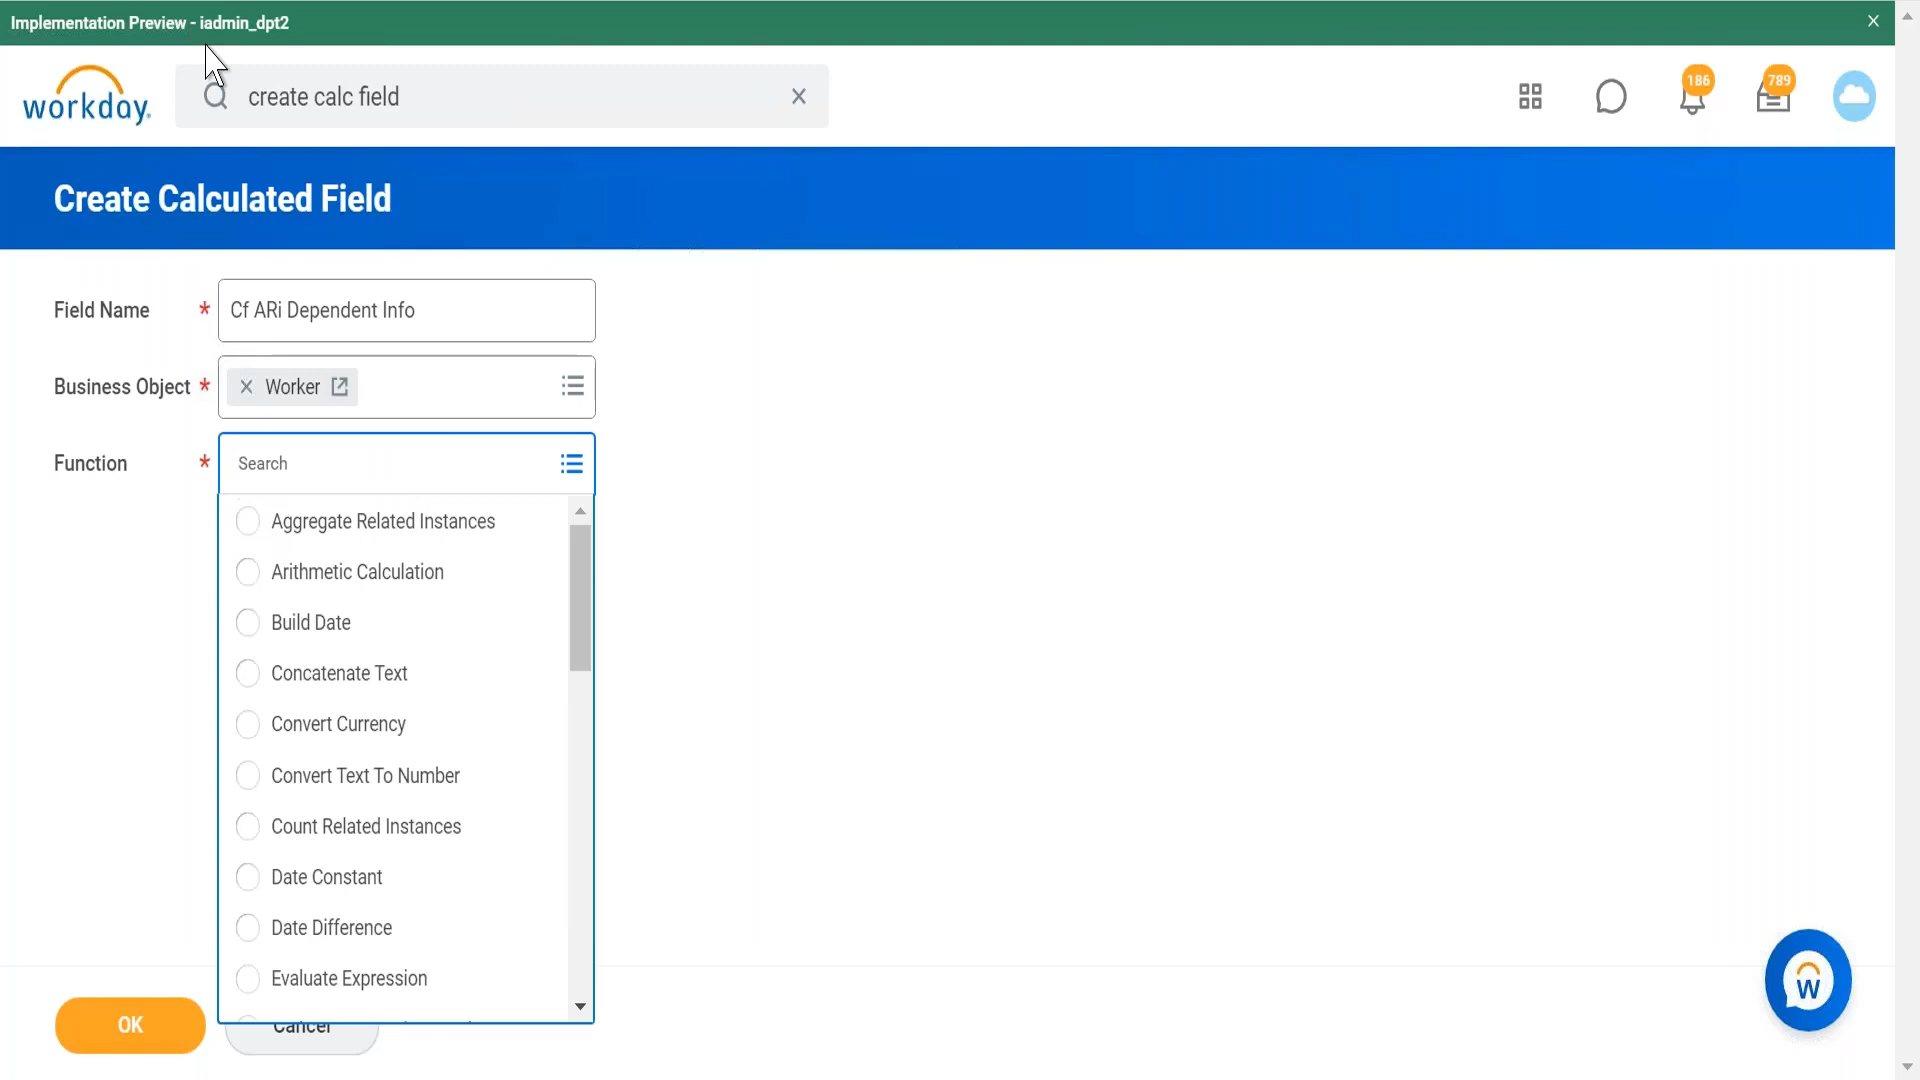 Implementation Preview - iadmin_dpt2
workday.
create calc field
186
789
Create Calculated Field
Field Name *
Cf ARi Dependent Info
Business Object *
Worker
Function *
Search
Aggregate Related Instances
Arithmetic Calculation
Build Date
Concatenate Text
Convert Currency
Convert Text To Number
Count Related Instances
Date Constant
Date Difference
Evaluate Expression
OK
Cancel
W